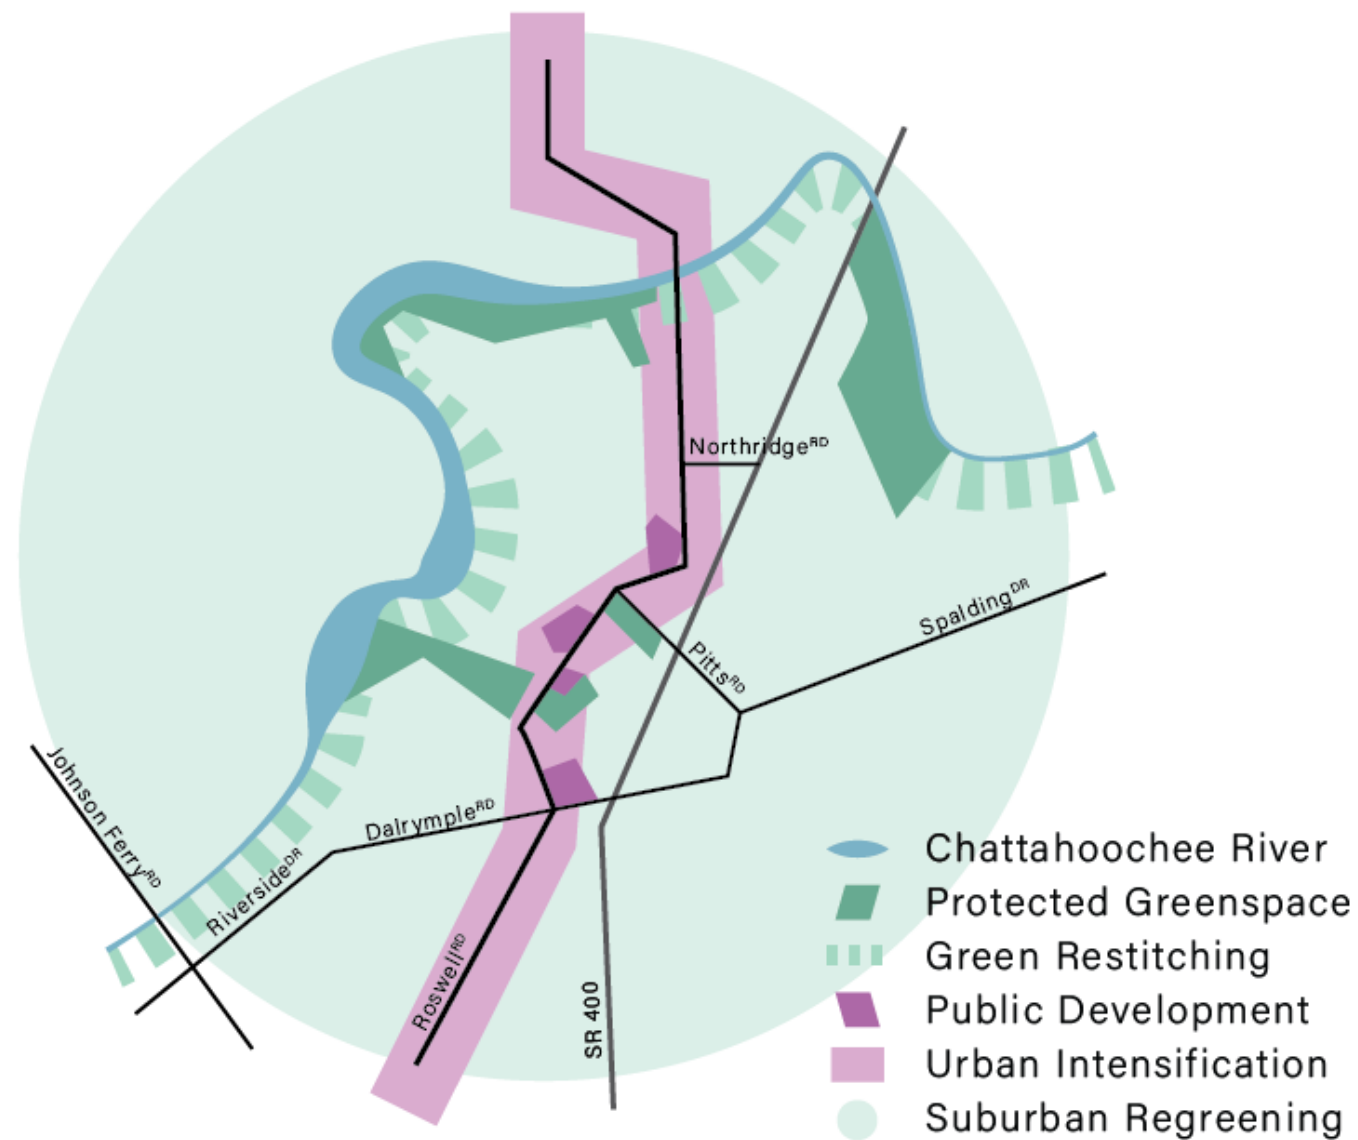 Northridge RD
Spalding DR
Pitts RD
Johnson Ferry RD
Dalrymple RD
Riverside DR
Roswell RD
SR 400
Chattahoochee River
Protected Greenspace
Green Restitching
Public Development
Urban Intensification
Suburban Regreening